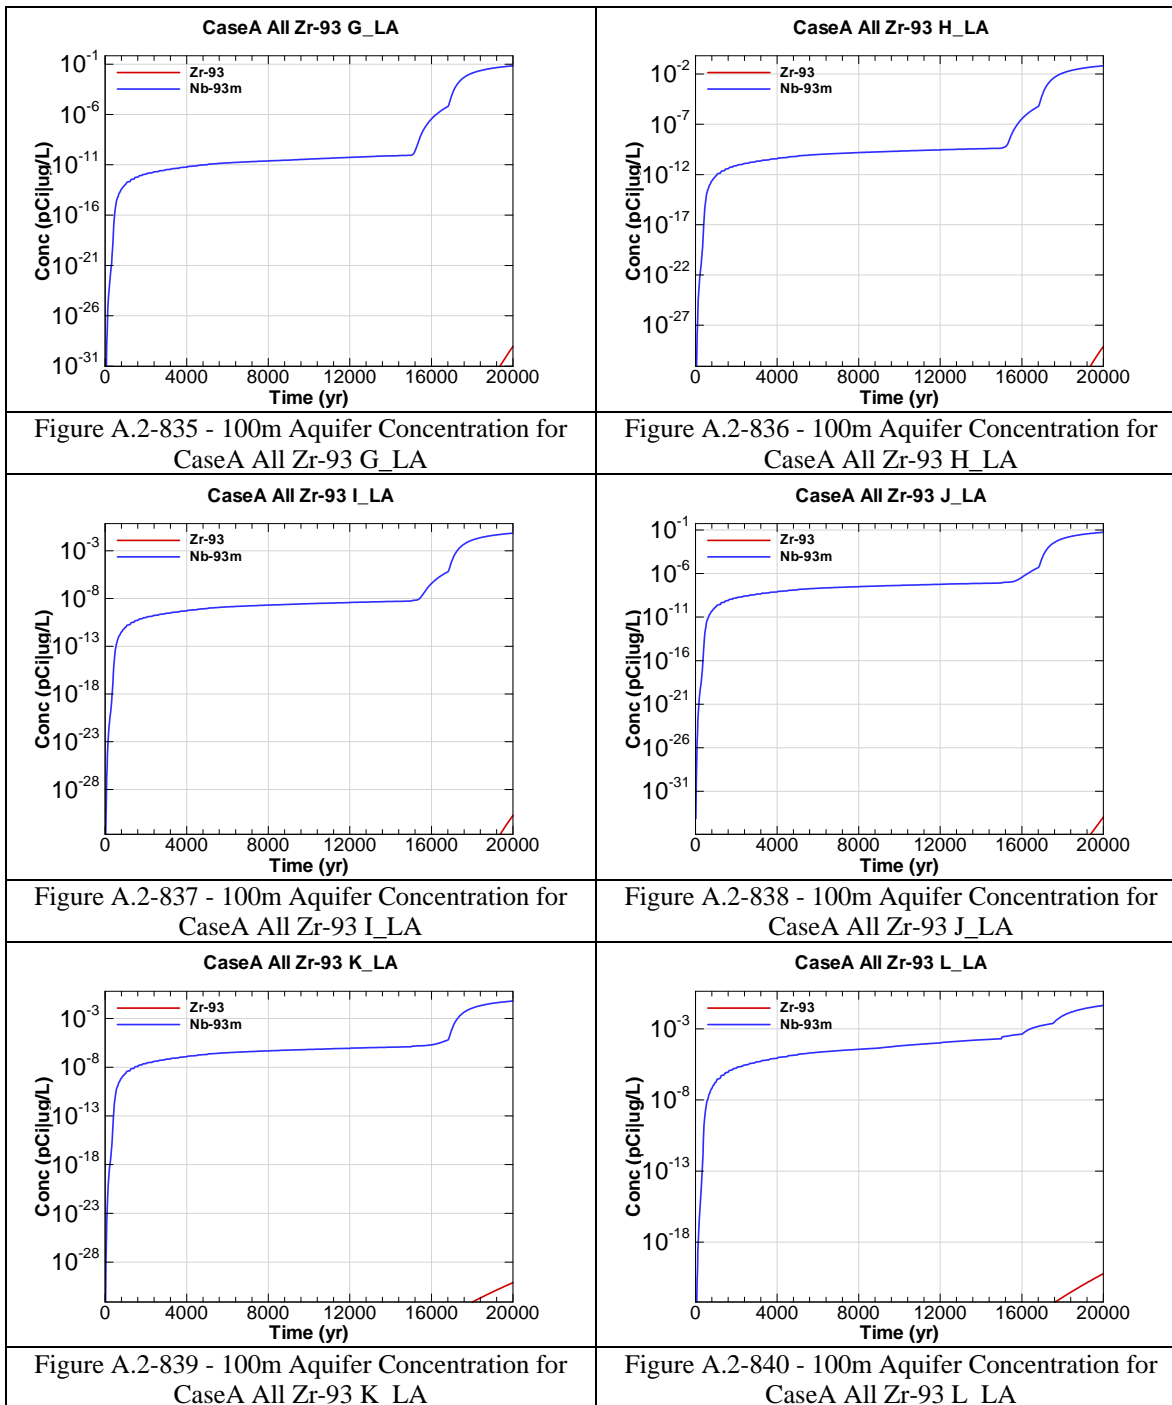 CaseA All Zr-93 G_LA
Zr-93
Nb-93m
Conc (pCi|ug/L)
10^-1
10^-6
10^-11
10^-16
10^-21
10^-26
10^-31
0 4000 8000 12000 16000 20000
Time (yr)
Figure A.2-835 - 100m Aquifer Concentration for
CaseA All Zr-93 G_LA
CaseA All Zr-93 H_LA
Zr-93
Nb-93m
Conc (pCi|ug/L)
10^-2
10^-7
10^-12
10^-17
10^-22
10^-27
0 4000 8000 12000 16000 20000
Time (yr)
Figure A.2-836 - 100m Aquifer Concentration for
CaseA All Zr-93 H_LA
CaseA All Zr-93 I_LA
Zr-93
Nb-93m
Conc (pCi|ug/L)
10^-3
10^-8
10^-13
10^-18
10^-23
10^-28
0 4000 8000 12000 16000 20000
Time (yr)
Figure A.2-837 - 100m Aquifer Concentration for
CaseA All Zr-93 I_LA
CaseA All Zr-93 J_LA
Zr-93
Nb-93m
Conc (pCi|ug/L)
10^-1
10^-6
10^-11
10^-16
10^-21
10^-26
10^-31
0 4000 8000 12000 16000 20000
Time (yr)
Figure A.2-838 - 100m Aquifer Concentration for
CaseA All Zr-93 J_LA
CaseA All Zr-93 K_LA
Zr-93
Nb-93m
Conc (pCi|ug/L)
10^-3
10^-8
10^-13
10^-18
10^-23
10^-28
0 4000 8000 12000 16000 20000
Time (yr)
Figure A.2-839 - 100m Aquifer Concentration for
CaseA All Zr-93 K_LA
CaseA All Zr-93 L_LA
Zr-93
Nb-93m
Conc (pCi|ug/L)
10^-3
10^-8
10^-13
10^-18
0 4000 8000 12000 16000 20000
Time (yr)
Figure A.2-840 - 100m Aquifer Concentration for
CaseA All Zr-93 L_LA